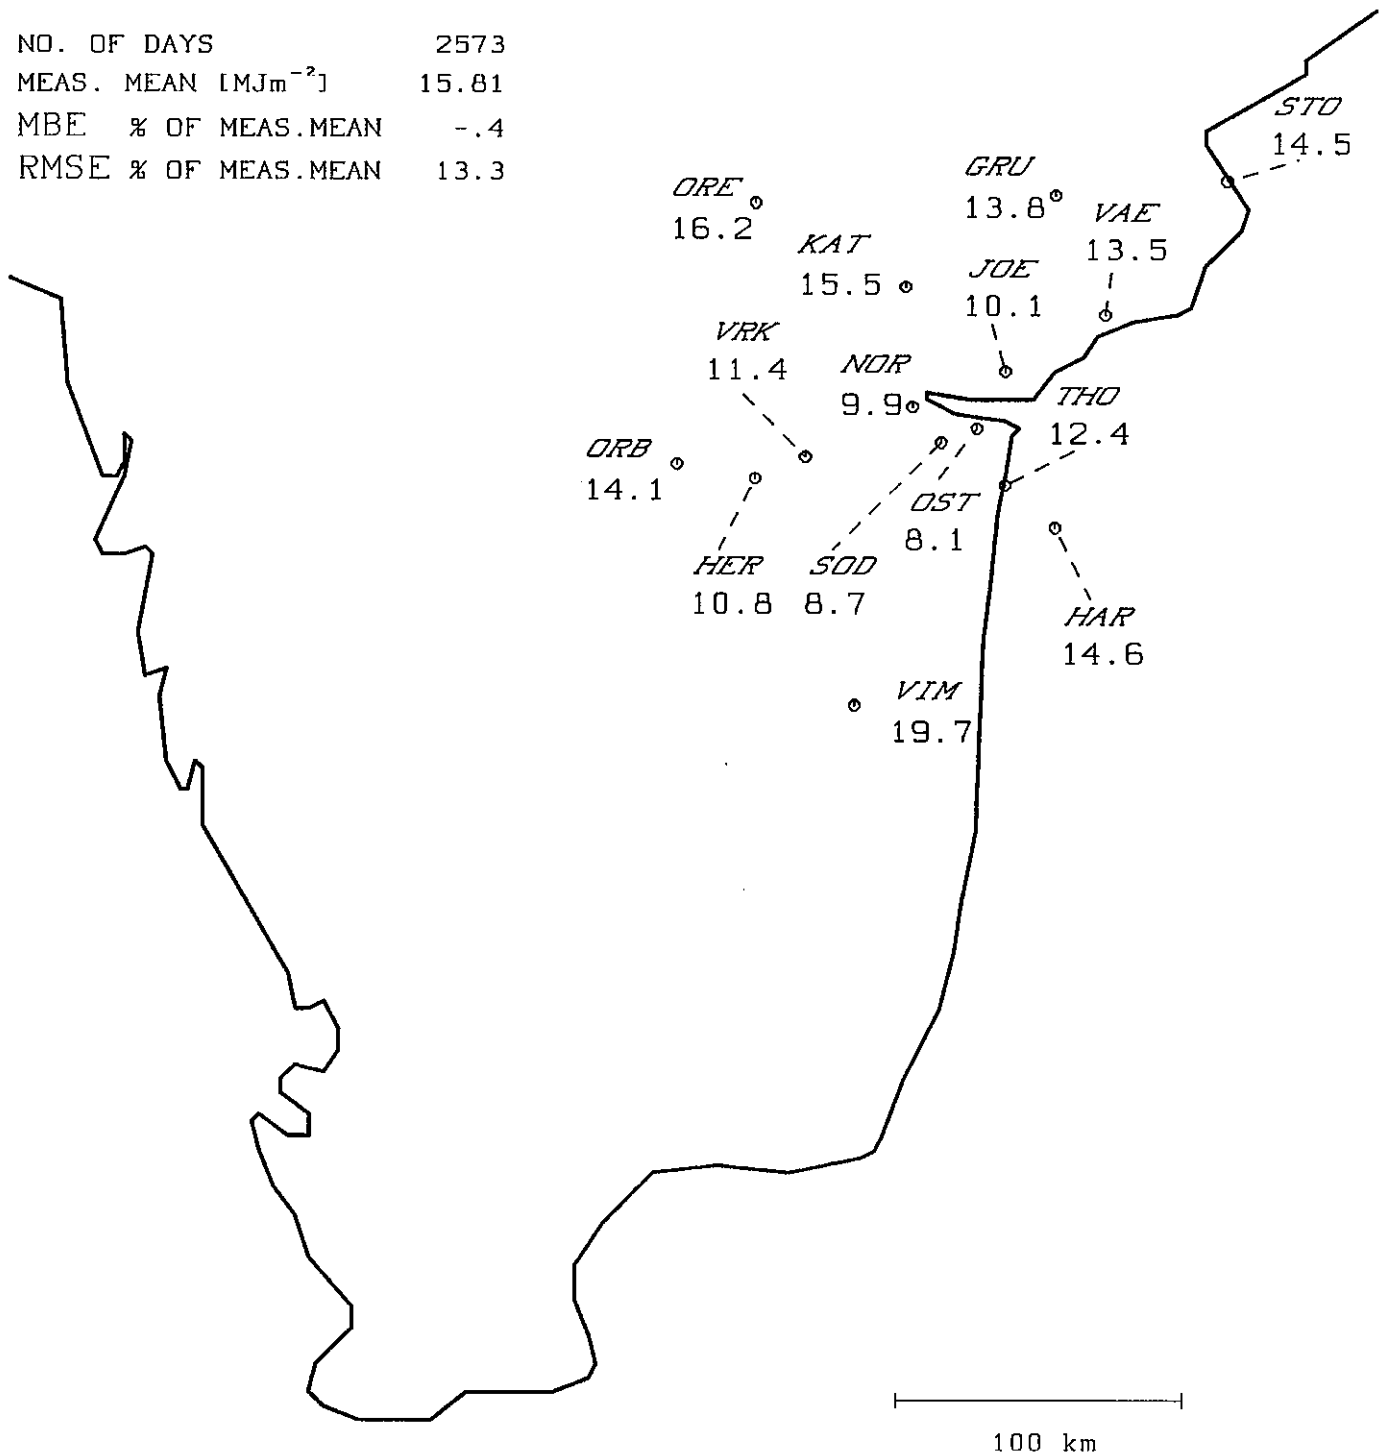 NO. OF DAYS 2573
MEAS. MEAN [MJm⁻²] 15.81
MBE % OF MEAS.MEAN -.4
RMSE % OF MEAS.MEAN 13.3
STO
14.5
GRU
13.8
ORE
16.2
VAE
13.5
KAT
15.5
JOE
10.1
VRK
11.4
NOR
9.9
THO
12.4
ORB
14.1
OST
8.1
HER
10.8
SOD
8.7
HAR
14.6
VIM
19.7
100 km